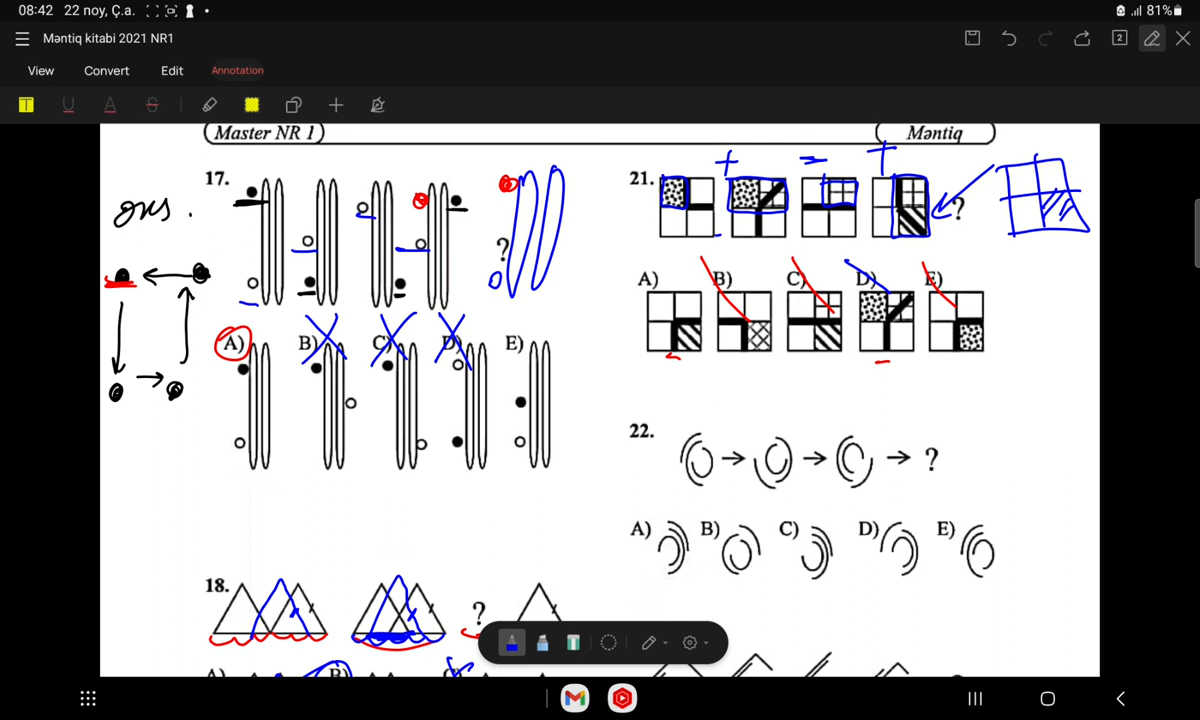 08:42 22 noy, Ç.a. 81%
Məntiq kitabi 2021 NR1
2
View Convert Edit Annotation
T U A S
Master NR 1
Məntiq
17.
?
A) B) C) D) E)
18.
?
A) B)
21.
+ = +
?
A) B) C) D) E)
22.
?
A) B) C) D) E)